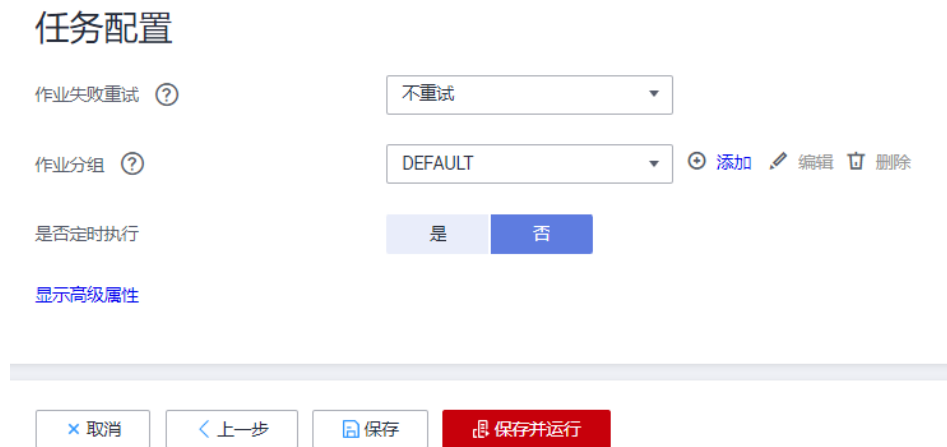 任务配置
作业失败重试 ? 不重试
作业分组 ? DEFAULT 添加 编辑 删除
是否定时执行 是 否
显示高级属性
取消 上一步 保存 保存并运行